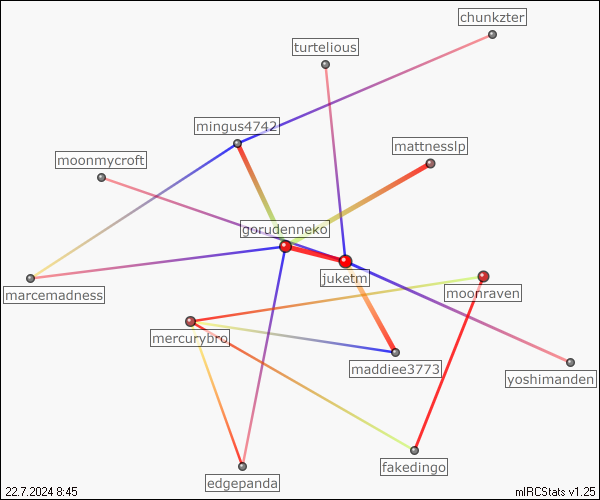 chunkzter
turtelious
mingus4742
mattnesslp
moonmycroft
gorudenneko
juketm
marcemadness
moonraven
mercurybro
maddiee3773
yoshimanden
fakedingo
edgepanda
22.7.2024 8:45
mIRCStats v1.25